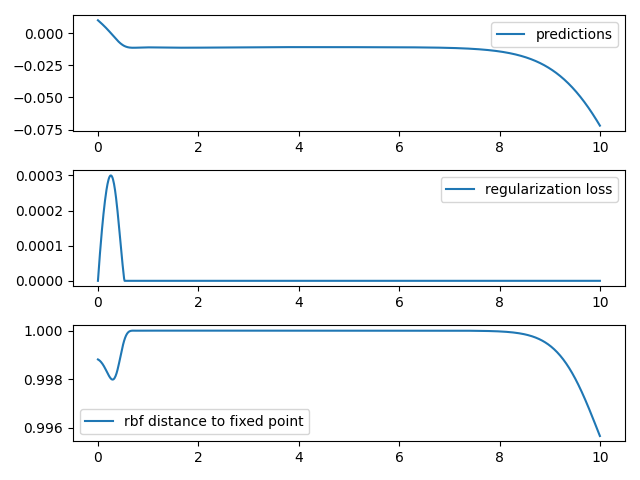 0.000
−0.025
−0.050
−0.075
predictions
0 2 4 6 8 10
0.0003
0.0002
0.0001
0.0000
regularization loss
0 2 4 6 8 10
1.000
0.998
0.996
rbf distance to fixed point
0 2 4 6 8 10